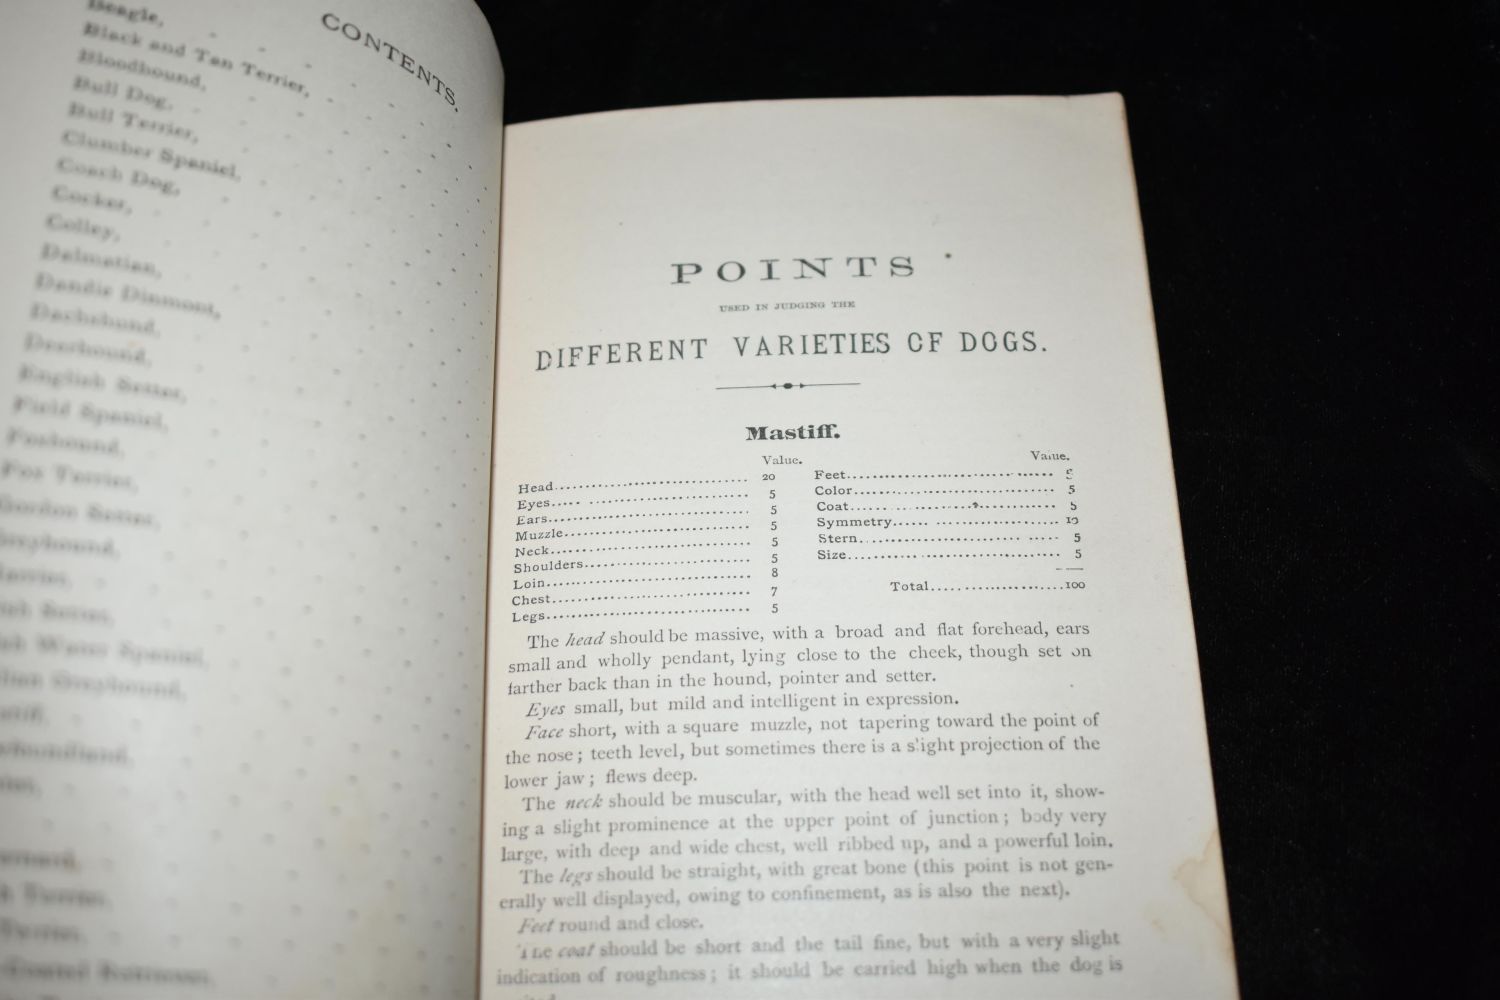 CONTENTS.
Beagle,
Black and Tan Terrier,
Bloodhound,
Bull Dog,
Bull Terrier,
Clumber Spaniel,
Coach Dog,
Cocker,
Colley,
Dalmatian,
Dandie Dinmont,
Dachshund,
Deerhound,
English Setter,
Field Spaniel,
Foxhound,
Fox Terrier,
Gordon Setter,
Greyhound,
POINTS
USED IN JUDGING THE
DIFFERENT VARIETIES OF DOGS.
Mastiff.
Value.
Head 20
Eyes 5
Ears 5
Muzzle 5
Neck 5
Shoulders 5
Loin 8
Chest 7
Legs 5
Value.
Feet 5
Color 5
Coat 5
Symmetry 10
Stern 5
Size 5
Total 100
The head should be massive, with a broad and flat forehead, ears
small and wholly pendant, lying close to the cheek, though set on
farther back than in the hound, pointer and setter.
Eyes small, but mild and intelligent in expression.
Face short, with a square muzzle, not tapering toward the point of
the nose; teeth level, but sometimes there is a slight projection of the
lower jaw; flews deep.
The neck should be muscular, with the head well set into it, show-
ing a slight prominence at the upper point of junction; body very
large, with deep and wide chest, well ribbed up, and a powerful loin.
The legs should be straight, with great bone (this point is not gen-
erally well displayed, owing to confinement, as is also the next).
Feet round and close.
The coat should be short and the tail fine, but with a very slight
indication of roughness; it should be carried high when the dog is